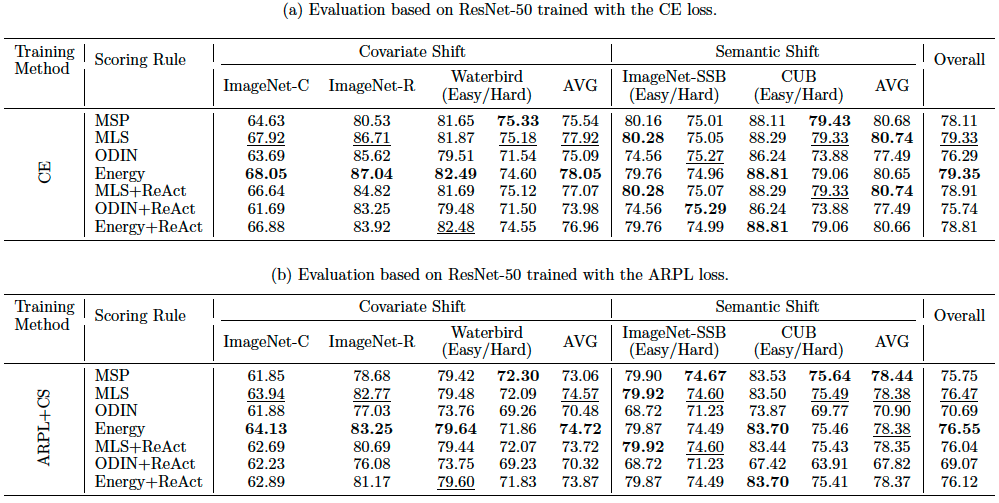 (a) Evaluation based on ResNet-50 trained with the CE loss.
Training Method Scoring Rule Covariate Shift Semantic Shift Overall
ImageNet-C ImageNet-R Waterbird (Easy/Hard) AVG ImageNet-SSB (Easy/Hard) CUB (Easy/Hard) AVG
CE
MSP 64.63 80.53 81.65 75.33 75.54 80.16 75.01 88.11 79.43 80.68 78.11
MLS 67.92 86.71 81.87 75.18 77.92 80.28 75.05 88.29 79.33 80.74 79.33
ODIN 63.69 85.62 79.51 71.54 75.09 74.56 75.27 86.24 73.88 77.49 76.29
Energy 68.05 87.04 82.49 74.60 78.05 79.76 74.96 88.81 79.06 80.65 79.35
MLS+ReAct 66.64 84.82 81.69 75.12 77.07 80.28 75.07 88.29 79.33 80.74 78.91
ODIN+ReAct 61.69 83.25 79.48 71.50 73.98 74.56 75.29 86.24 73.88 77.49 75.74
Energy+ReAct 66.88 83.92 82.48 74.55 76.96 79.76 74.99 88.81 79.06 80.66 78.81
(b) Evaluation based on ResNet-50 trained with the ARPL loss.
Training Method Scoring Rule Covariate Shift Semantic Shift Overall
ImageNet-C ImageNet-R Waterbird (Easy/Hard) AVG ImageNet-SSB (Easy/Hard) CUB (Easy/Hard) AVG
ARPL+CS
MSP 61.85 78.68 79.42 72.30 73.06 79.90 74.67 83.53 75.64 78.44 75.75
MLS 63.94 82.77 79.48 72.09 74.57 79.92 74.60 83.50 75.49 78.38 76.47
ODIN 61.88 77.03 73.76 69.26 70.48 68.72 71.23 73.87 69.77 70.90 70.69
Energy 64.13 83.25 79.64 71.86 74.72 79.87 74.49 83.70 75.46 78.38 76.55
MLS+ReAct 62.69 80.69 79.44 72.07 73.72 79.92 74.60 83.44 75.43 78.35 76.04
ODIN+ReAct 62.23 76.08 73.75 69.23 70.32 68.72 71.23 67.42 63.91 67.82 69.07
Energy+ReAct 62.89 81.17 79.60 71.83 73.87 79.87 74.49 83.70 75.41 78.37 76.12